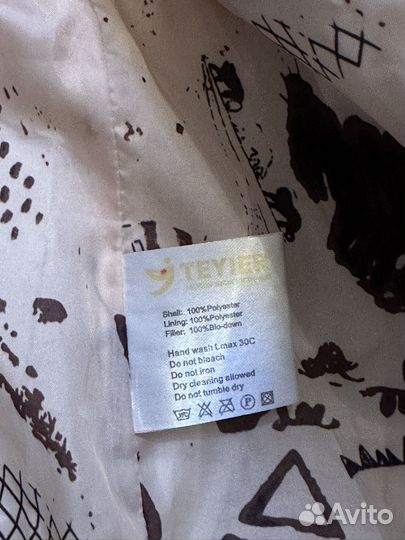 TEYIER
Shell: 100%Polyester
Lining: 100%Polyester
Filler: 100%Bio-down
Hand wash Lmax 30C
Do not bleach
Do not iron
Dry cleaning allowed
Do not tumble dry
P
Avito